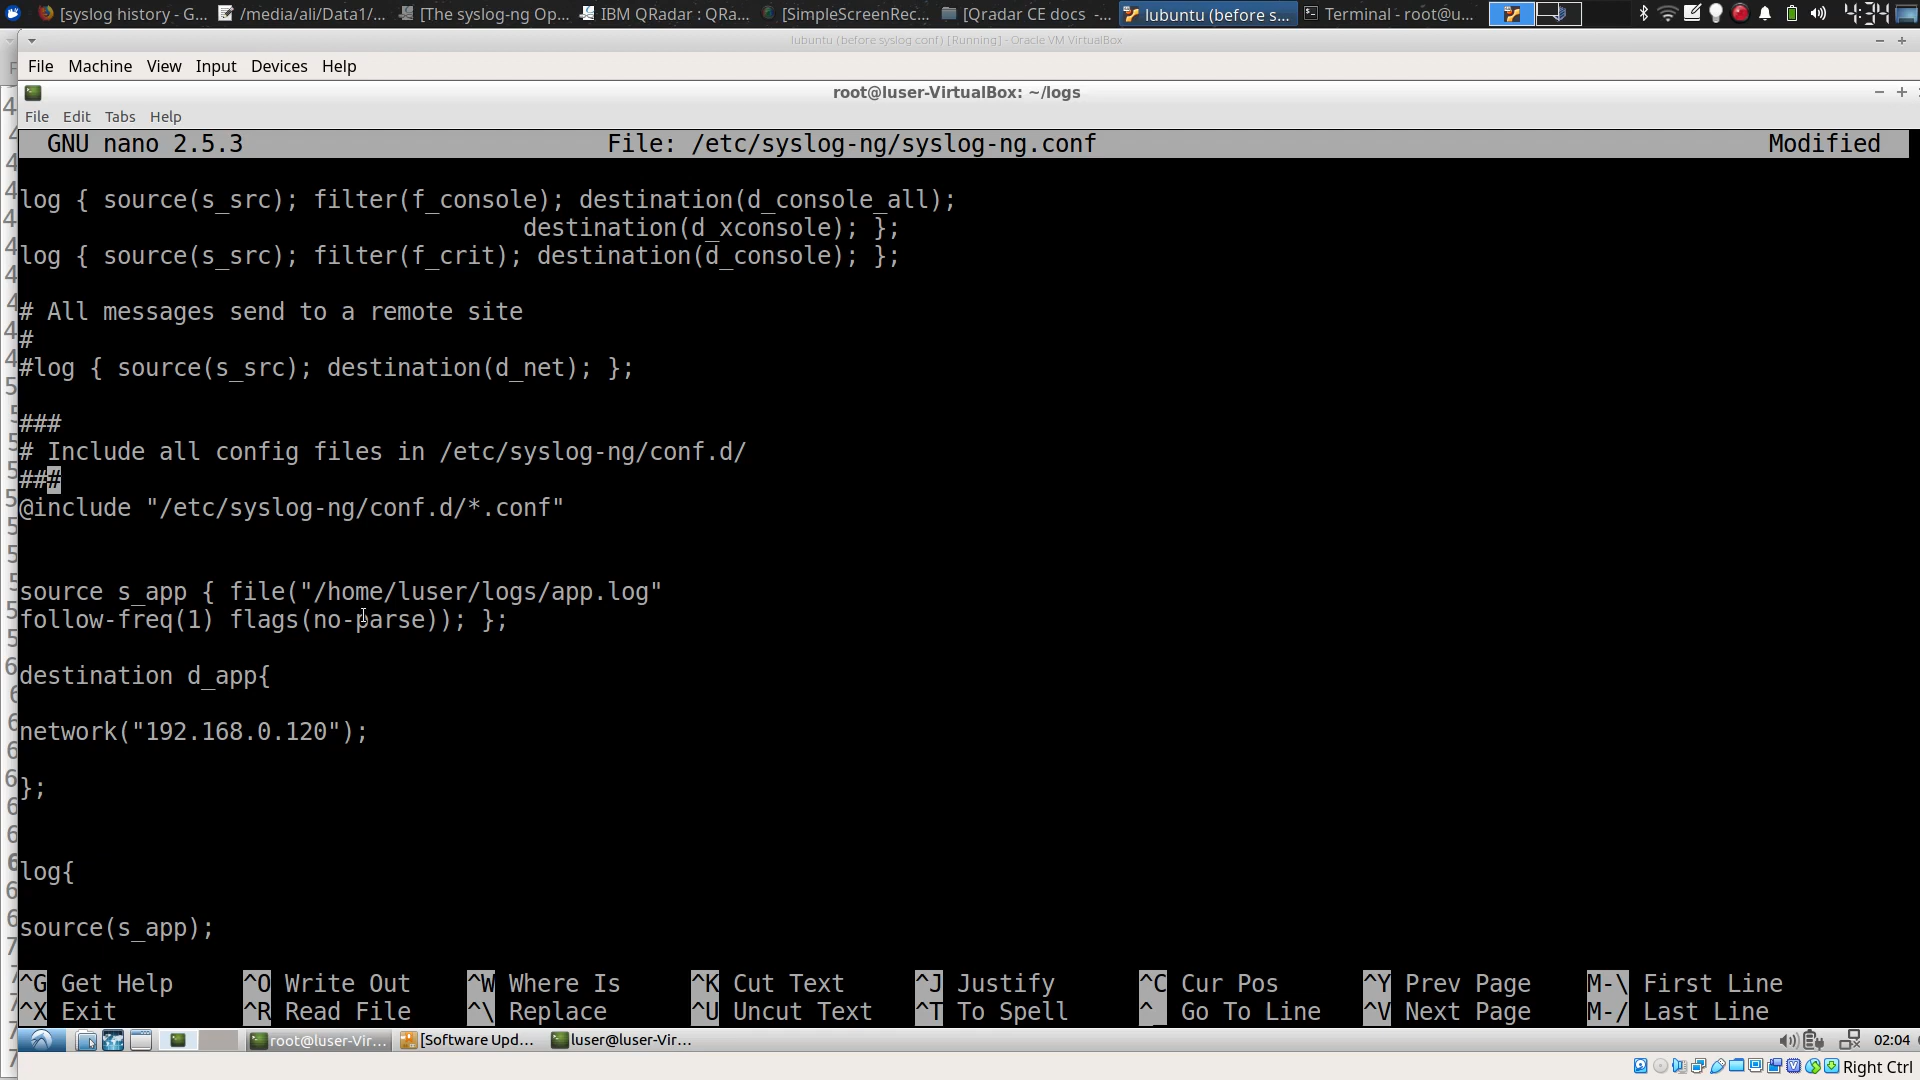 [syslog history - G...
/media/ali/Data1/...
[The syslog-ng Op...
IBM QRadar : QRa...
[SimpleScreenRec...
[Qradar CE docs -...
lubuntu (before s...
Terminal - root@u...
4:34
lubuntu (before syslog conf) [Running] - Oracle VM VirtualBox
File Machine View Input Devices Help
root@luser-VirtualBox: ~/logs
File Edit Tabs Help
GNU nano 2.5.3 File: /etc/syslog-ng/syslog-ng.conf Modified
log { source(s_src); filter(f_console); destination(d_console_all);
destination(d_xconsole); };
log { source(s_src); filter(f_crit); destination(d_console); };
# All messages send to a remote site
#
#log { source(s_src); destination(d_net); };
###
# Include all config files in /etc/syslog-ng/conf.d/
###
@include "/etc/syslog-ng/conf.d/*.conf"
source s_app { file("/home/luser/logs/app.log"
follow-freq(1) flags(no-parse)); };
destination d_app{
network("192.168.0.120");
};
log{
source(s_app);
^G Get Help ^O Write Out ^W Where Is ^K Cut Text ^J Justify ^C Cur Pos ^Y Prev Page M-\ First Line
^X Exit ^R Read File ^\ Replace ^U Uncut Text ^T To Spell ^_ Go To Line ^V Next Page M-/ Last Line
root@luser-Vir...
[Software Upd...
luser@luser-Vir...
02:04
Right Ctrl